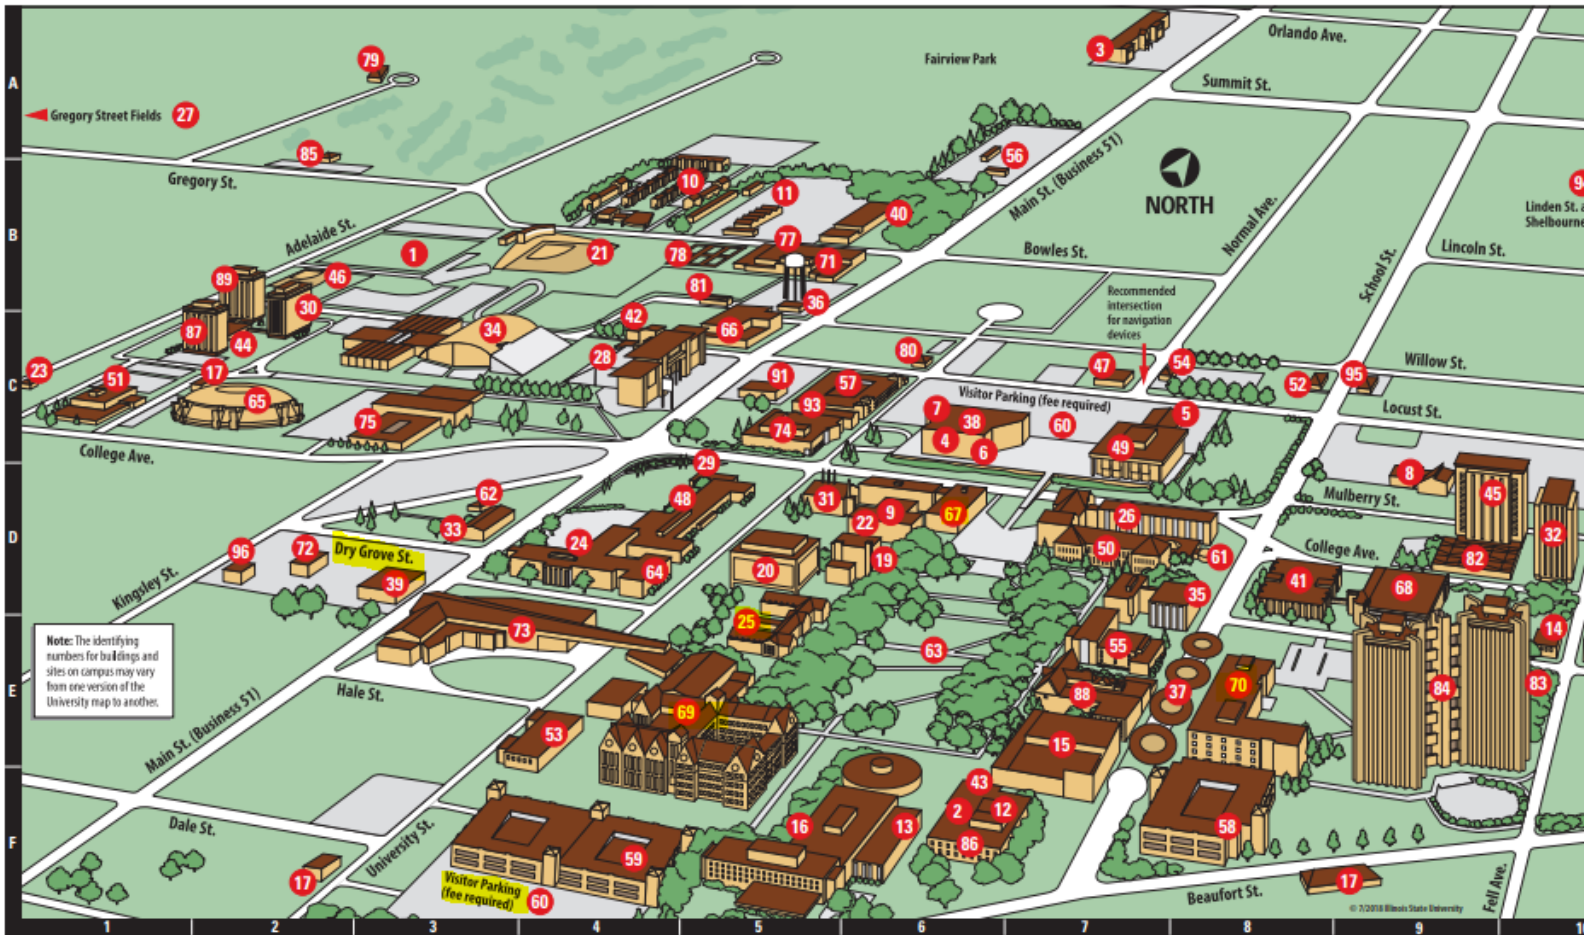 3
Orlando Ave.
Fairview Park
79
A
Summit St.
Gregory Street Fields
27
85
56
Main St. (Business 51)
NORTH
Gregory St.
10
11
40
Linden St.
Shelbourne
Normal Ave.
Adelaide St.
B
1
21
78
77
71
Bowles St.
Lincoln St.
School St.
89
46
30
81
36
Recommended
intersection
for navigation
devices
87
44
34
42
66
28
80
47
54
Willow St.
23
51
17
C
65
91
57
93
52
95
Locust St.
75
74
Visitor Parking (fee required)
7
38
60
4
6
5
49
College Ave.
29
62
48
31
8
45
Mulberry St.
33
22
9
67
26
32
D
96
72
Dry Grove St.
24
50
61
College Ave.
82
39
64
20
19
41
68
Kingsley St.
35
Note: The identifying
numbers for buildings and
sites on campus may vary
from one version of the
University map to another.
73
25
63
55
14
E
Hale St.
69
88
37
70
84
83
Main St. (Business 51)
53
15
43
16
13
2
12
86
58
Dale St.
F
University St.
59
17
Visitor Parking
(fee required)
60
17
Beaufort St.
Fell Ave.
© 7/2018 Illinois State University
1
2
3
4
5
6
7
8
9